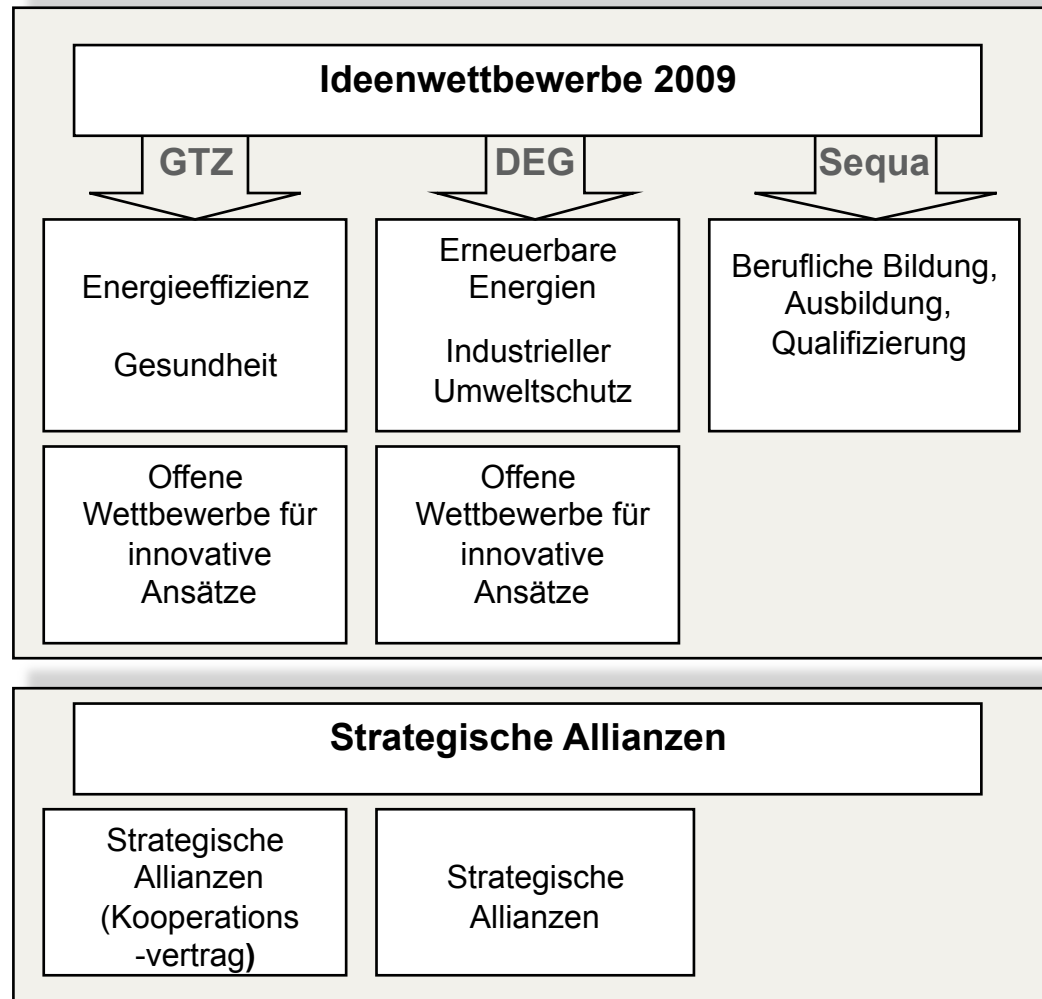 Ideenwettbewerbe 2009
GTZ
DEG
Sequa
Energieeffizienz
Gesundheit
Erneuerbare
Energien
Industrieller
Umweltschutz
Berufliche Bildung,
Ausbildung,
Qualifizierung
Offene
Wettbewerbe für
innovative
Ansätze
Offene
Wettbewerbe für
innovative
Ansätze
Strategische Allianzen
Strategische
Allianzen
(Kooperations
-vertrag)
Strategische
Allianzen